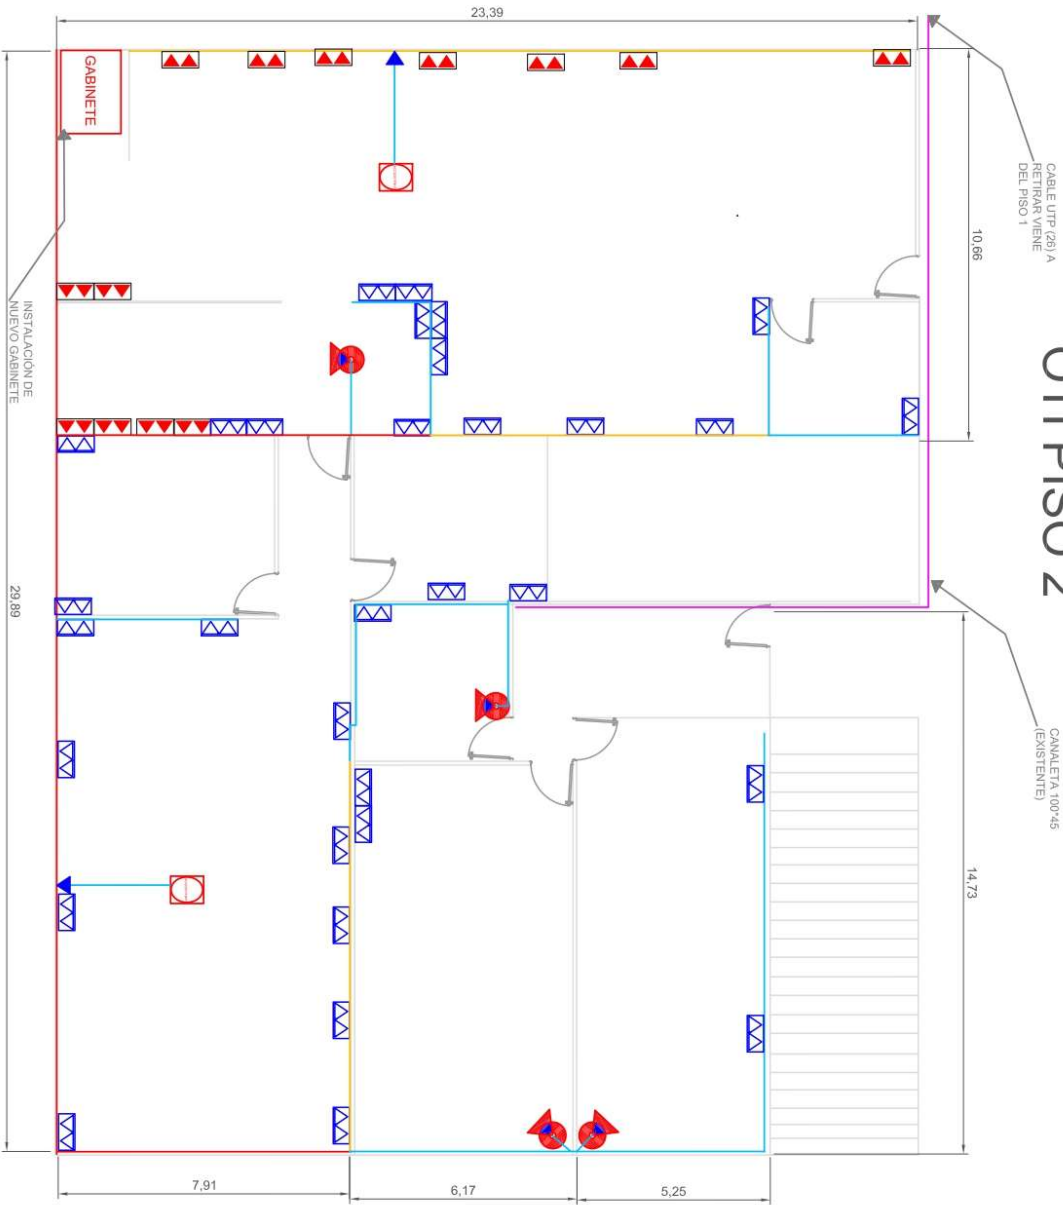 23,39
GABINETE
CABLE UTP (26) A
RETIRAR VIENE
DEL PISO 1
10,66
INSTALACIÓN DE
NUEVO GABINETE
PISO 2
29,89
CANALETA 100*45
(EXISTENTE)
14,73
7,91
6,17
5,25